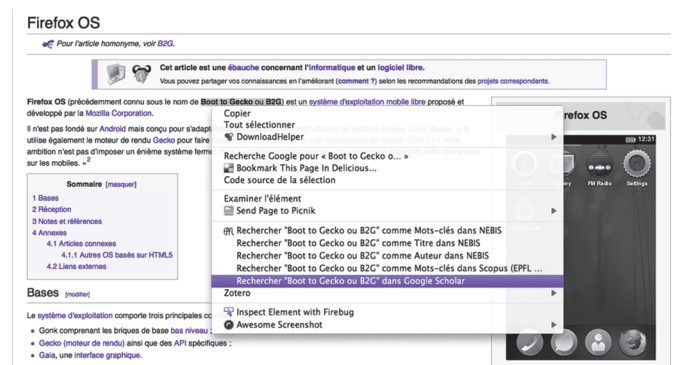 Firefox OS
Pour l'article homonyme, voir B2G.
Cet article est une ébauche concernant l'informatique et un logiciel libre.
Vous pouvez partager vos connaissances en l'améliorant (comment ?) selon les recommandations des projets correspondants.
Firefox OS (précédemment connu sous le nom de Boot to Gecko ou B2G) est un système d'exploitation mobile libre proposé et
développé par la Mozilla Corporation.
Il n'est pas fondé sur Android mais conçu pour s'adapt
utilise également le moteur de rendu Gecko pour faire
ambition n'est pas d'imposer un énième système ferm
sur les mobiles. »2
Sommaire [masquer]
1 Bases
2 Réception
3 Notes et références
4 Annexes
4.1 Articles connexes
4.1.1 Autres OS basés sur HTML5
4.2 Liens externes
Bases [modifier]
Le système d'exploitation comporte trois principales co
Gonk comprenant les briques de base bas niveau ;
Gecko (moteur de rendu) ainsi que des API spécifiques ;
Gaia, une interface graphique.
Copier
Tout sélectionner
DownloadHelper
Recherche Google pour « Boot to Gecko o... »
Bookmark This Page In Delicious...
Code source de la sélection
Examiner l'élément
Send Page to Picnik
Rechercher "Boot to Gecko ou B2G" comme Mots-clés dans NEBIS
Rechercher "Boot to Gecko ou B2G" comme Titre dans NEBIS
Rechercher "Boot to Gecko ou B2G" comme Auteur dans NEBIS
Rechercher "Boot to Gecko ou B2G" comme Mots-clés dans Scopus (EPFL ...
Rechercher "Boot to Gecko ou B2G" dans Google Scholar
Zotero
Inspect Element with Firebug
Awesome Screenshot
Firefox OS
12:31
FM Radio
Settings